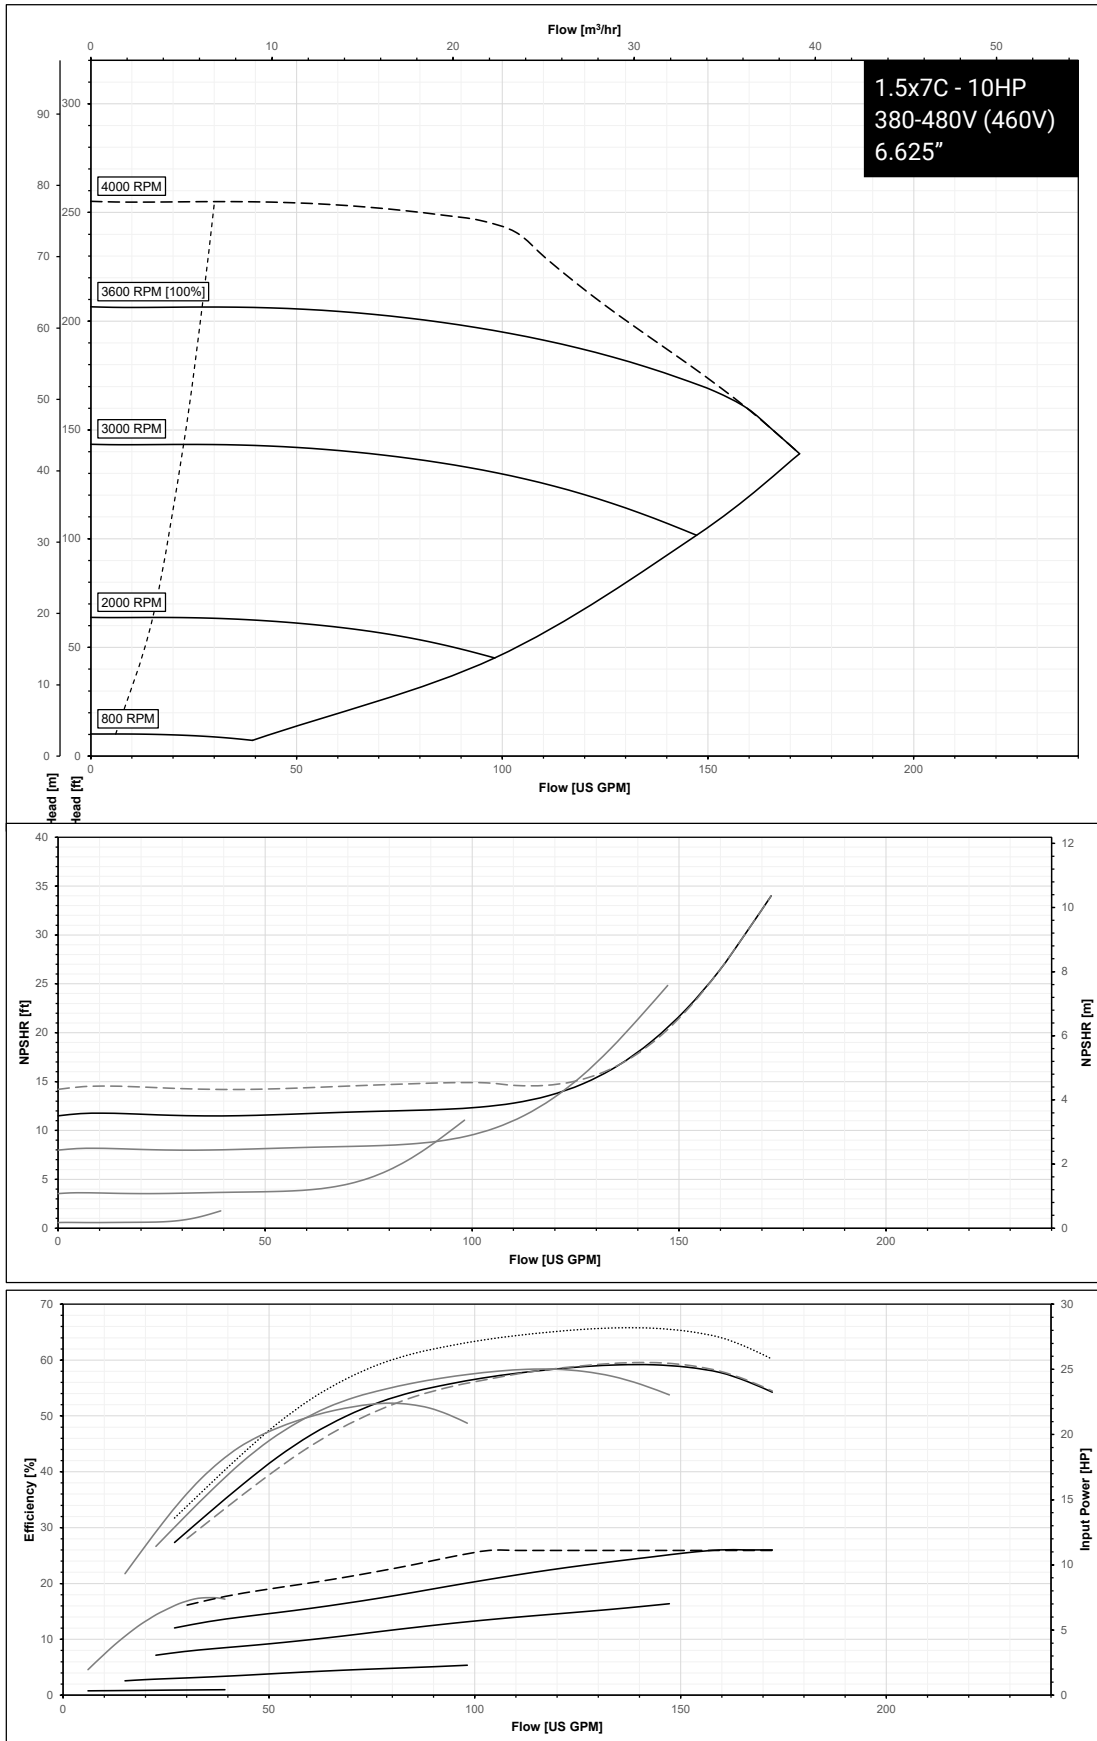 Flow [m³/hr]
0 10 20 30 40 50
1.5x7C - 10HP
380-480V (460V)
6.625”
90 300
80
4000 RPM
250
70
3600 RPM [100%]
60 200
50
3000 RPM
150
40
30 100
2000 RPM
20
50
10
800 RPM
0 0
0 50 100 150 200
Flow [US GPM]
Head [m]
Head [ft]
40 12
35
10
30
25 8
NPSHR [ft]
NPSHR [m]
20 6
15
4
10
2
5
0 0
0 50 100 150 200
Flow [US GPM]
70 30
60 25
50
20
40
Efficiency [%]
Input Power [HP]
15
30
10
20
10 5
0 0
0 50 100 150 200
Flow [US GPM]